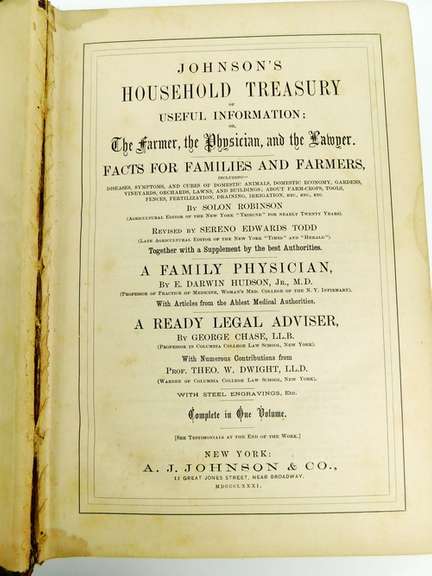 JOHNSON'S
HOUSEHOLD TREASURY
OF
USEFUL INFORMATION:
OR,
The Farmer, the Physician, and the Lawyer.
FACTS FOR FAMILIES AND FARMERS,
INCLUDING—
DISEASES, SYMPTOMS, AND CURES OF DOMESTIC ANIMALS, DOMESTIC ECONOMY, GARDENS,
VINEYARDS, ORCHARDS, LAWNS, AND BUILDINGS; ABOUT FARM-CROPS, TOOLS,
FENCES, FERTILIZATION, DRAINING, IRRIGATION, ETC., ETC., ETC.
By SOLON ROBINSON
(Agricultural Editor of the New York "Tribune" for nearly Twenty Years).
Revised by SERENO EDWARDS TODD
(Late Agricultural Editor of the New York "Times" and "Herald").
Together with a Supplement by the best Authorities.
A FAMILY PHYSICIAN,
By E. DARWIN HUDSON, Jr., M.D.
(Professor of Practice of Medicine, Woman's Med. College of the N. Y. Infirmary).
With Articles from the Ablest Medical Authorities.
A READY LEGAL ADVISER,
By GEORGE CHASE, LL.B.
(Professor in Columbia College Law School, New York).
With Numerous Contributions from
Prof. THEO. W. DWIGHT, LL.D.
(Warden of Columbia College Law School, New York).
WITH STEEL ENGRAVINGS, Etc.
Complete in One Volume.
[See Testimonials at the End of the Work.]
NEW YORK:
A. J. JOHNSON & CO.,
11 GREAT JONES STREET, NEAR BROADWAY.
MDCCCLXXXI.